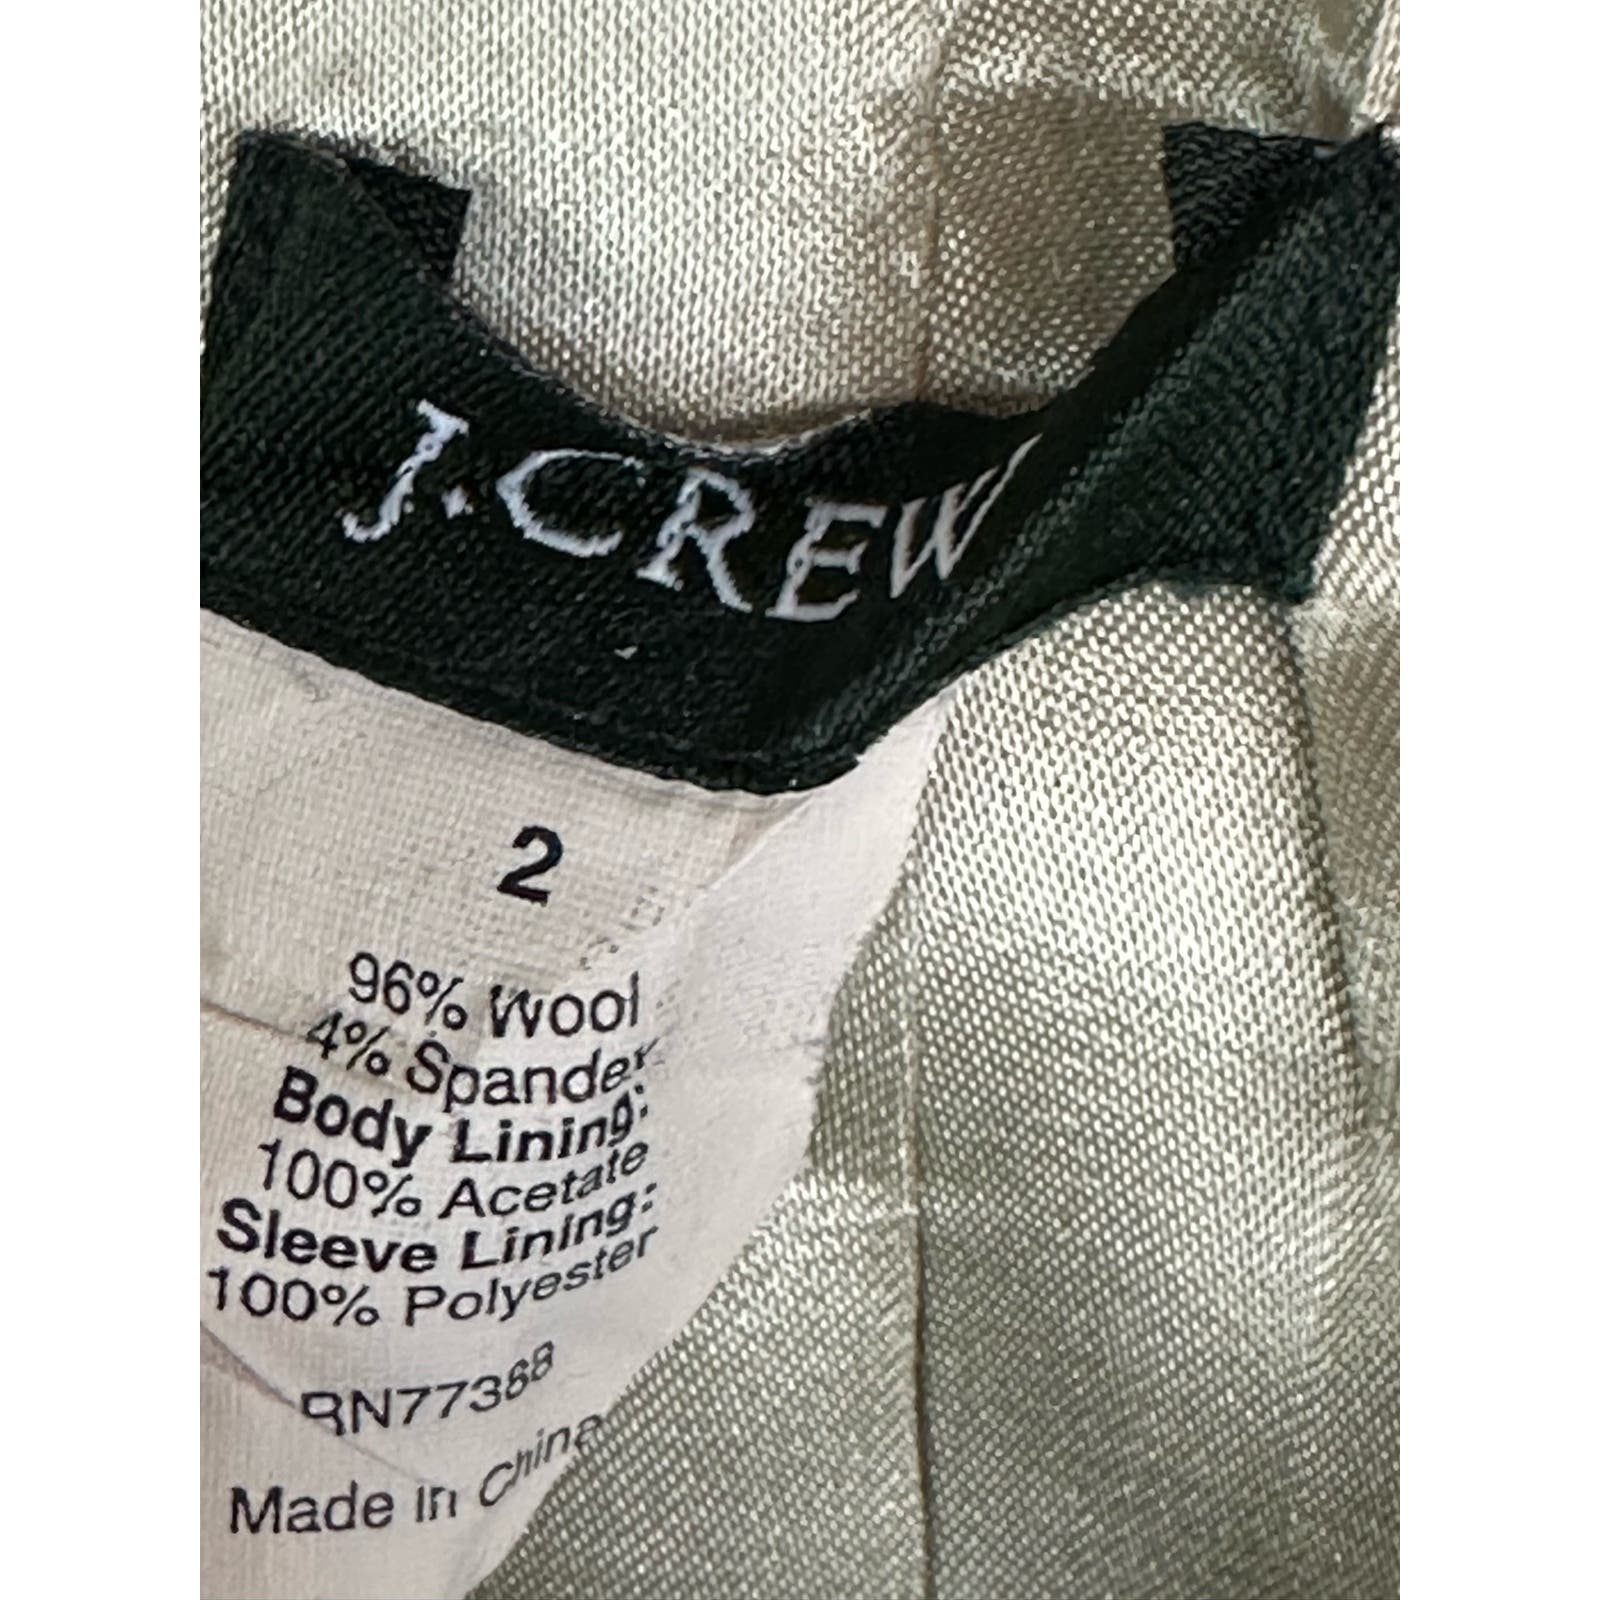 J.CREW
2
96% Wool
4% Spandex
Body Lining:
100% Acetate
Sleeve Lining:
100% Polyester
RN77388
Made in China